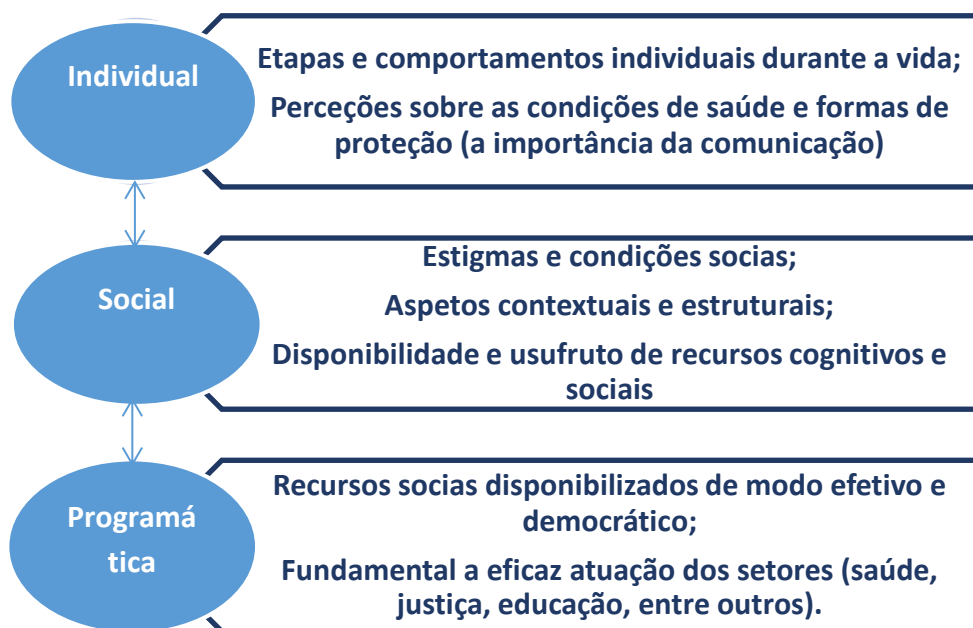 Individual
Etapas e comportamentos individuais durante a vida;
Perceções sobre as condições de saúde e formas de
proteção (a importância da comunicação)
Social
Estigmas e condições socias;
Aspetos contextuais e estruturais;
Disponibilidade e usufruto de recursos cognitivos e
sociais
Programá
tica
Recursos socias disponibilizados de modo efetivo e
democrático;
Fundamental a eficaz atuação dos setores (saúde,
justiça, educação, entre outros).